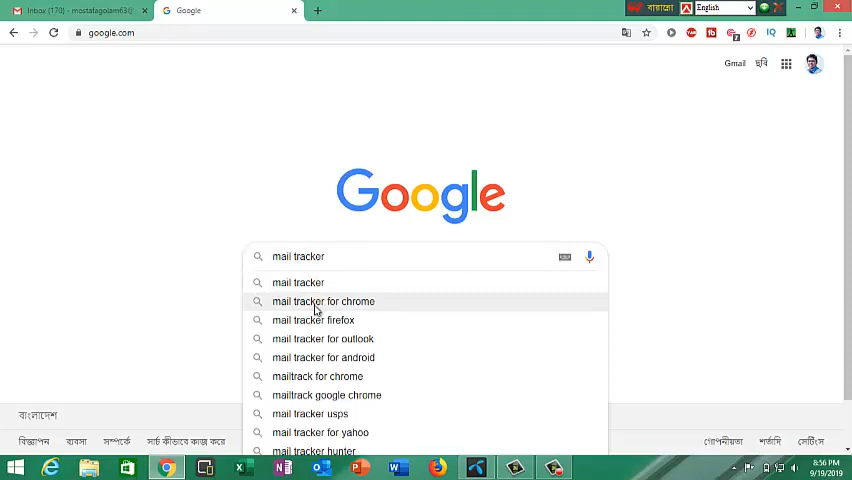 Inbox (170) - mostafagolam63@
Google
বায়ান্নো
English
google.com
Gmail
ছবি
Google
mail tracker
mail tracker
mail tracker for chrome
mail tracker firefox
mail tracker for outlook
mail tracker for android
mailtrack for chrome
mailtrack google chrome
mail tracker usps
mail tracker for yahoo
mail tracker hunter
বাংলাদেশ
বিজ্ঞাপন ব্যবসা সম্পর্কে সার্চ কীভাবে কাজ করে গোপনীয়তা শর্তাদি সেটিংস
8:56 PM
9/19/2019